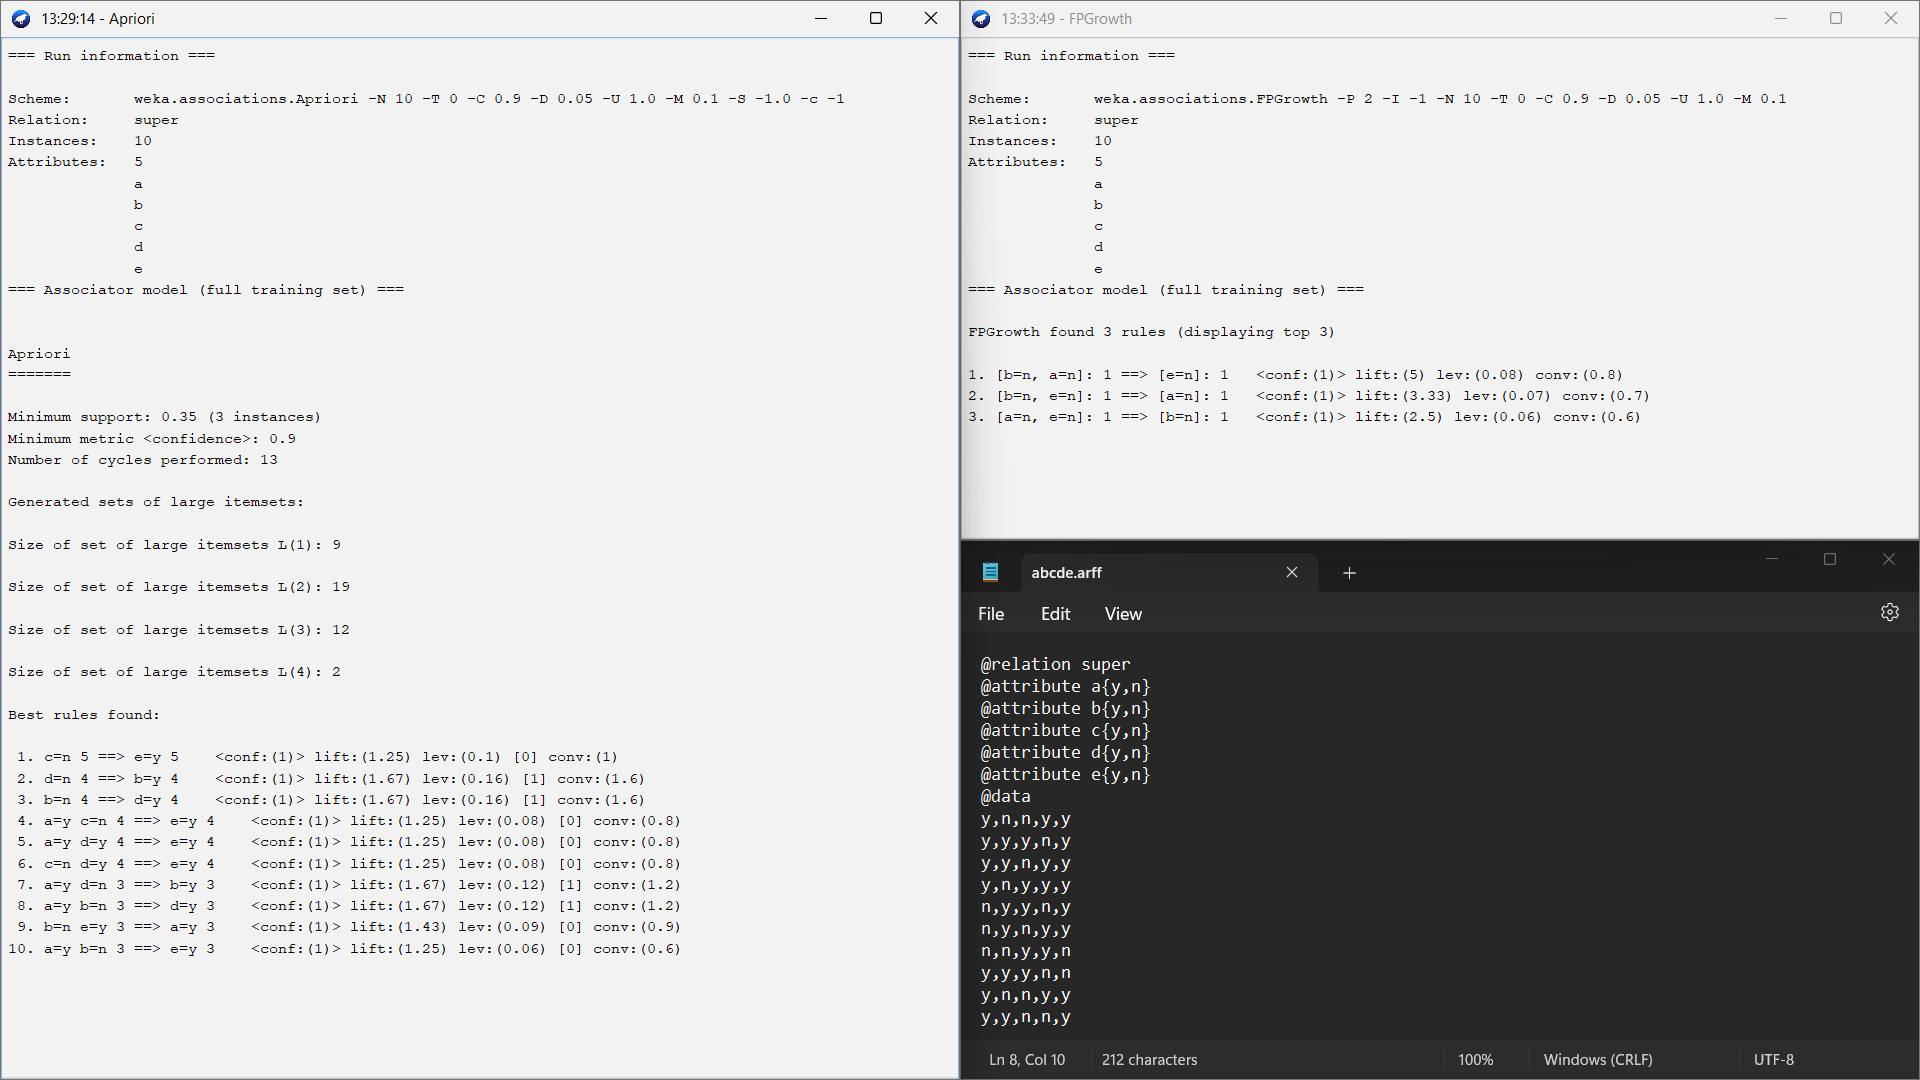 13:29:14 - Apriori
=== Run information ===
Scheme: weka.associations.Apriori -N 10 -T 0 -C 0.9 -D 0.05 -U 1.0 -M 0.1 -S -1.0 -c -1
Relation: super
Instances: 10
Attributes: 5
a
b
c
d
e
=== Associator model (full training set) ===
Apriori
=======
Minimum support: 0.35 (3 instances)
Minimum metric <confidence>: 0.9
Number of cycles performed: 13
Generated sets of large itemsets:
Size of set of large itemsets L(1): 9
Size of set of large itemsets L(2): 19
Size of set of large itemsets L(3): 12
Size of set of large itemsets L(4): 2
Best rules found:
1. c=n 5 ==> e=y 5 <conf:(1)> lift:(1.25) lev:(0.1) [0] conv:(1)
2. d=n 4 ==> b=y 4 <conf:(1)> lift:(1.67) lev:(0.16) [1] conv:(1.6)
3. b=n 4 ==> d=y 4 <conf:(1)> lift:(1.67) lev:(0.16) [1] conv:(1.6)
4. a=y c=n 4 ==> e=y 4 <conf:(1)> lift:(1.25) lev:(0.08) [0] conv:(0.8)
5. a=y d=y 4 ==> e=y 4 <conf:(1)> lift:(1.25) lev:(0.08) [0] conv:(0.8)
6. c=n d=y 4 ==> e=y 4 <conf:(1)> lift:(1.25) lev:(0.08) [0] conv:(0.8)
7. a=y d=n 3 ==> b=y 3 <conf:(1)> lift:(1.67) lev:(0.12) [1] conv:(1.2)
8. a=y b=n 3 ==> d=y 3 <conf:(1)> lift:(1.67) lev:(0.12) [1] conv:(1.2)
9. b=n e=y 3 ==> a=y 3 <conf:(1)> lift:(1.43) lev:(0.09) [0] conv:(0.9)
10. a=y b=n 3 ==> e=y 3 <conf:(1)> lift:(1.25) lev:(0.06) [0] conv:(0.6)
13:33:49 - FPGrowth
=== Run information ===
Scheme: weka.associations.FPGrowth -P 2 -I -1 -N 10 -T 0 -C 0.9 -D 0.05 -U 1.0 -M 0.1
Relation: super
Instances: 10
Attributes: 5
a
b
c
d
e
=== Associator model (full training set) ===
FPGrowth found 3 rules (displaying top 3)
1. [b=n, a=n]: 1 ==> [e=n]: 1 <conf:(1)> lift:(5) lev:(0.08) conv:(0.8)
2. [b=n, e=n]: 1 ==> [a=n]: 1 <conf:(1)> lift:(3.33) lev:(0.07) conv:(0.7)
3. [a=n, e=n]: 1 ==> [b=n]: 1 <conf:(1)> lift:(2.5) lev:(0.06) conv:(0.6)
abcde.arff
File Edit View
@relation super
@attribute a{y,n}
@attribute b{y,n}
@attribute c{y,n}
@attribute d{y,n}
@attribute e{y,n}
@data
y,n,n,y,y
y,y,y,n,y
y,y,n,y,y
y,n,y,y,y
n,y,y,n,y
n,y,n,y,y
n,n,y,y,n
y,y,y,n,n
y,n,n,y,y
y,y,n,n,y
Ln 8, Col 10 212 characters 100% Windows (CRLF) UTF-8